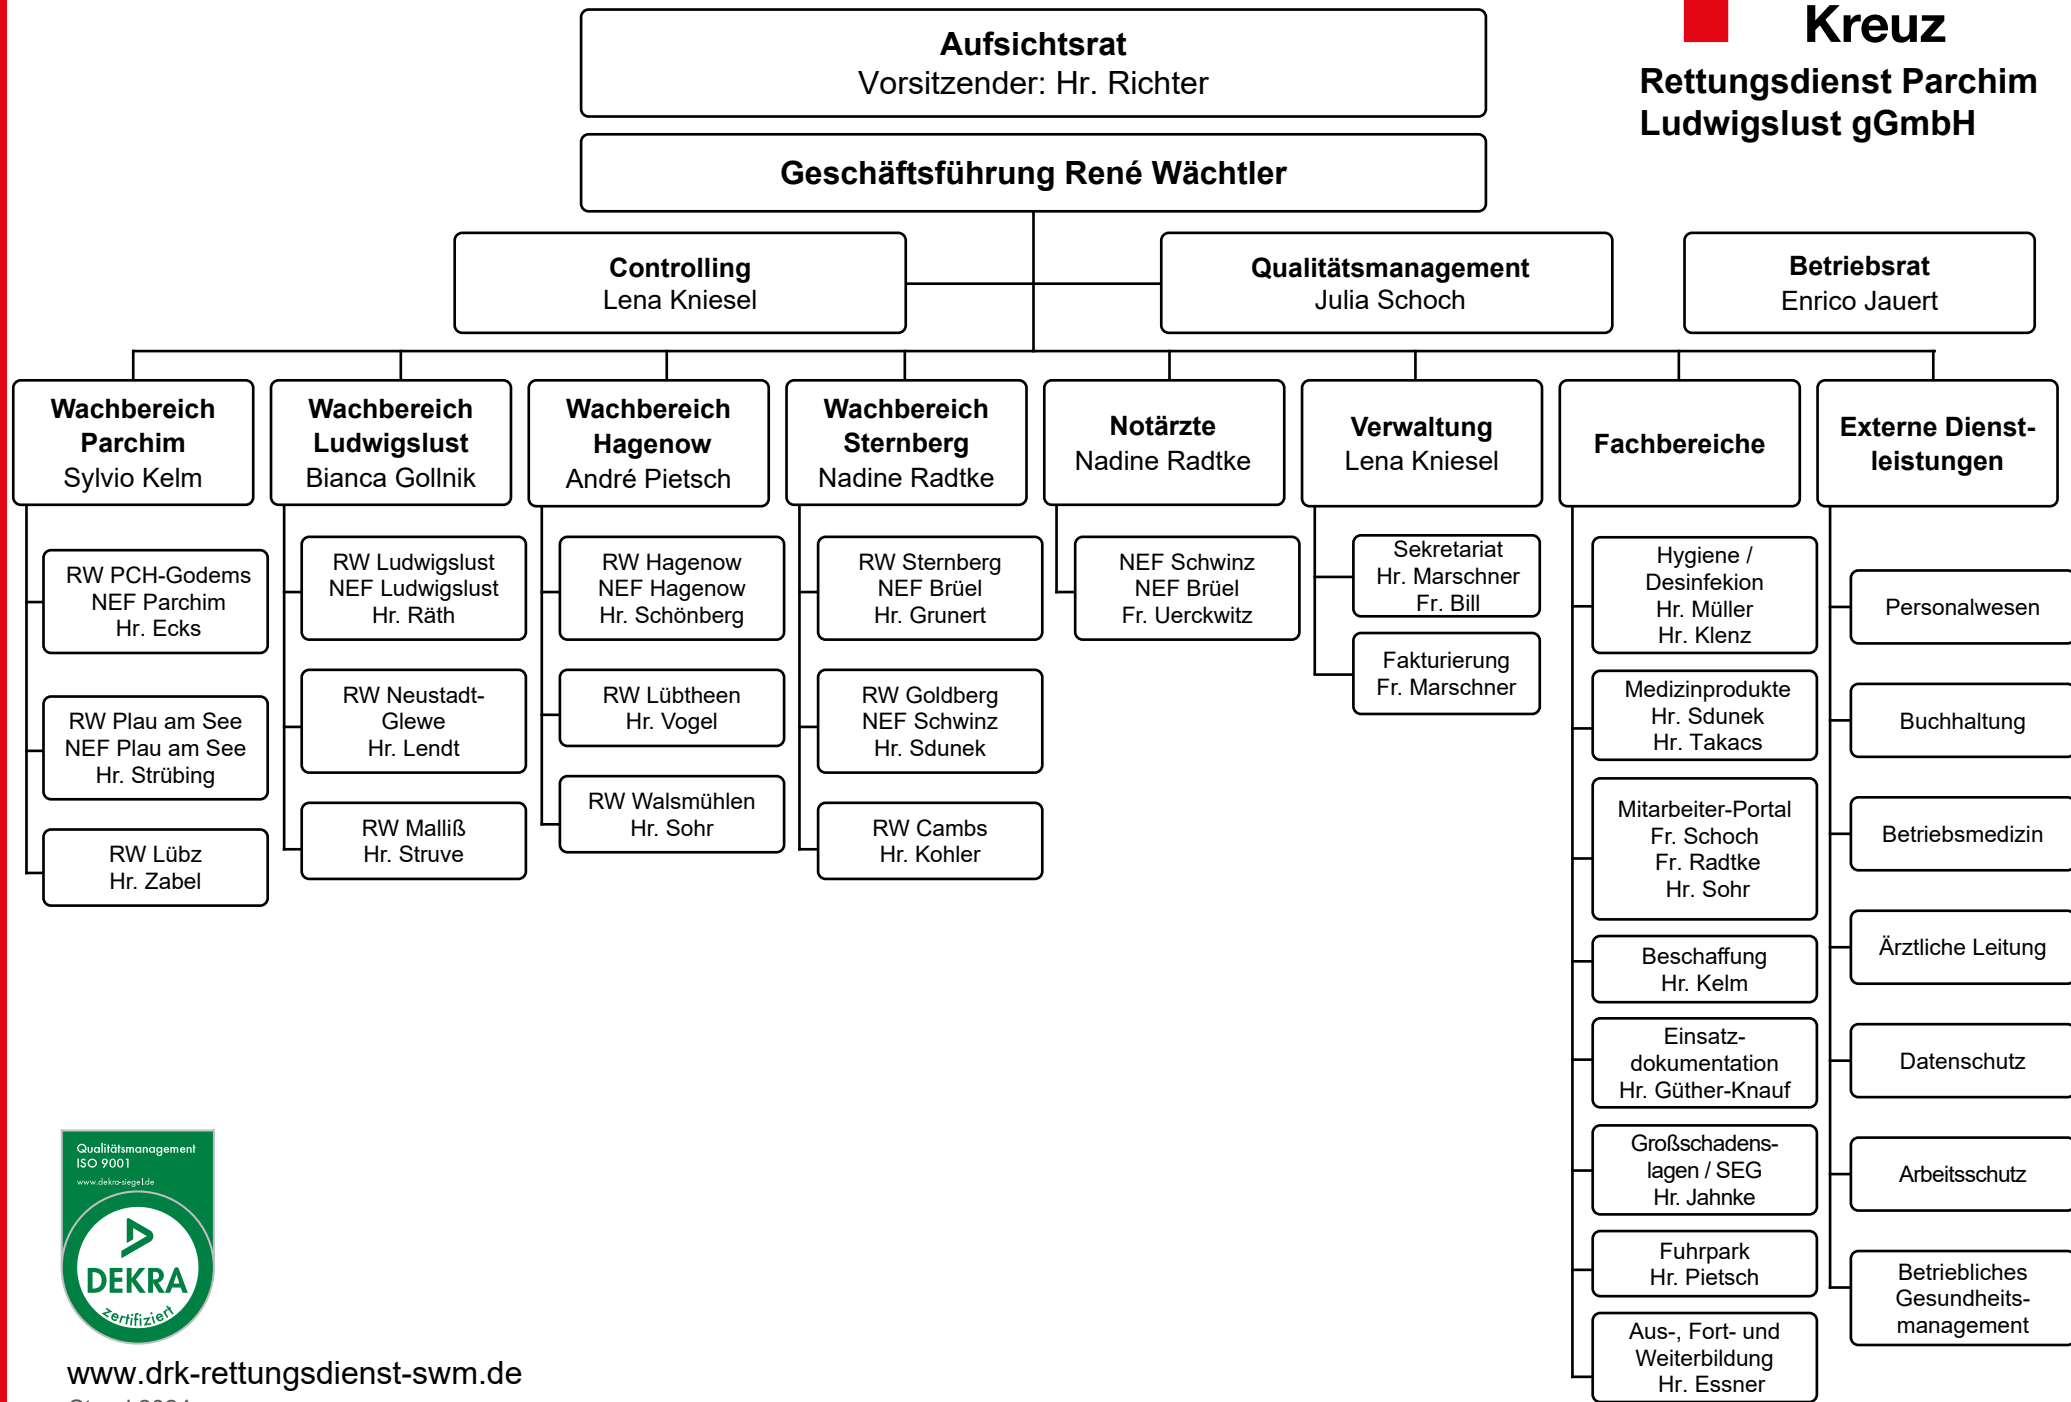 Kreuz
Rettungsdienst Parchim
Ludwigslust gGmbH
Aufsichtsrat
Vorsitzender: Hr. Richter
Geschäftsführung René Wächtler
Controlling
Lena Kniesel
Qualitätsmanagement
Julia Schoch
Betriebsrat
Enrico Jauert
Wachbereich
Parchim
Sylvio Kelm
RW PCH-Godems
NEF Parchim
Hr. Ecks
RW Plau am See
NEF Plau am See
Hr. Strübing
RW Lübz
Hr. Zabel
Wachbereich
Ludwigslust
Bianca Gollnik
RW Ludwigslust
NEF Ludwigslust
Hr. Räth
RW Neustadt-
Glewe
Hr. Lendt
RW Malliß
Hr. Struve
Wachbereich
Hagenow
André Pietsch
RW Hagenow
NEF Hagenow
Hr. Schönberg
RW Lübtheen
Hr. Vogel
RW Walsmühlen
Hr. Sohr
Wachbereich
Sternberg
Nadine Radtke
RW Sternberg
NEF Brüel
Hr. Grunert
RW Goldberg
NEF Schwinz
Hr. Sdunek
RW Cambs
Hr. Kohler
Notärzte
Nadine Radtke
NEF Schwinz
NEF Brüel
Fr. Uerckwitz
Verwaltung
Lena Kniesel
Sekretariat
Hr. Marschner
Fr. Bill
Fakturierung
Fr. Marschner
Fachbereiche
Hygiene /
Desinfekion
Hr. Müller
Hr. Klenz
Medizinprodukte
Hr. Sdunek
Hr. Takacs
Mitarbeiter-Portal
Fr. Schoch
Fr. Radtke
Hr. Sohr
Beschaffung
Hr. Kelm
Einsatz-
dokumentation
Hr. Güther-Knauf
Großschadens-
lagen / SEG
Hr. Jahnke
Fuhrpark
Hr. Pietsch
Aus-, Fort- und
Weiterbildung
Hr. Essner
Externe Dienst-
leistungen
Personalwesen
Buchhaltung
Betriebsmedizin
Ärztliche Leitung
Datenschutz
Arbeitsschutz
Betriebliches
Gesundheits-
management
Qualitätsmanagement
ISO 9001
www.dekra-siegel.de
DEKRA
zertifiziert
www.drk-rettungsdienst-swm.de